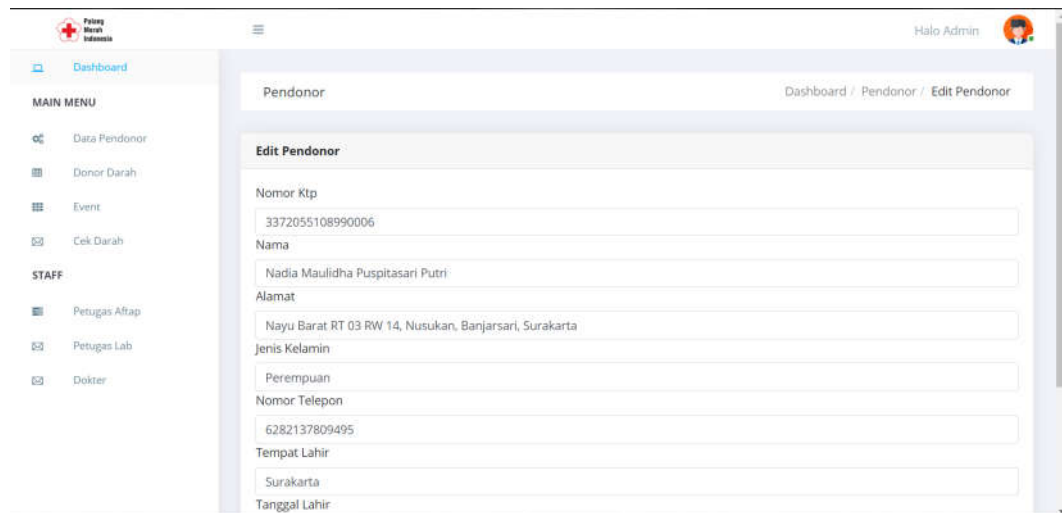 Palang
Merah
Indonesia
Halo Admin
Dashboard
MAIN MENU
Data Pendonor
Donor Darah
Event
Cek Darah
STAFF
Petugas Aftap
Petugas Lab
Dokter
Pendonor
Dashboard / Pendonor / Edit Pendonor
Edit Pendonor
Nomor Ktp
3372055108990006
Nama
Nadia Maulidha Puspitasari Putri
Alamat
Nayu Barat RT 03 RW 14, Nusukan, Banjarsari, Surakarta
Jenis Kelamin
Perempuan
Nomor Telepon
6282137809495
Tempat Lahir
Surakarta
Tanggal Lahir